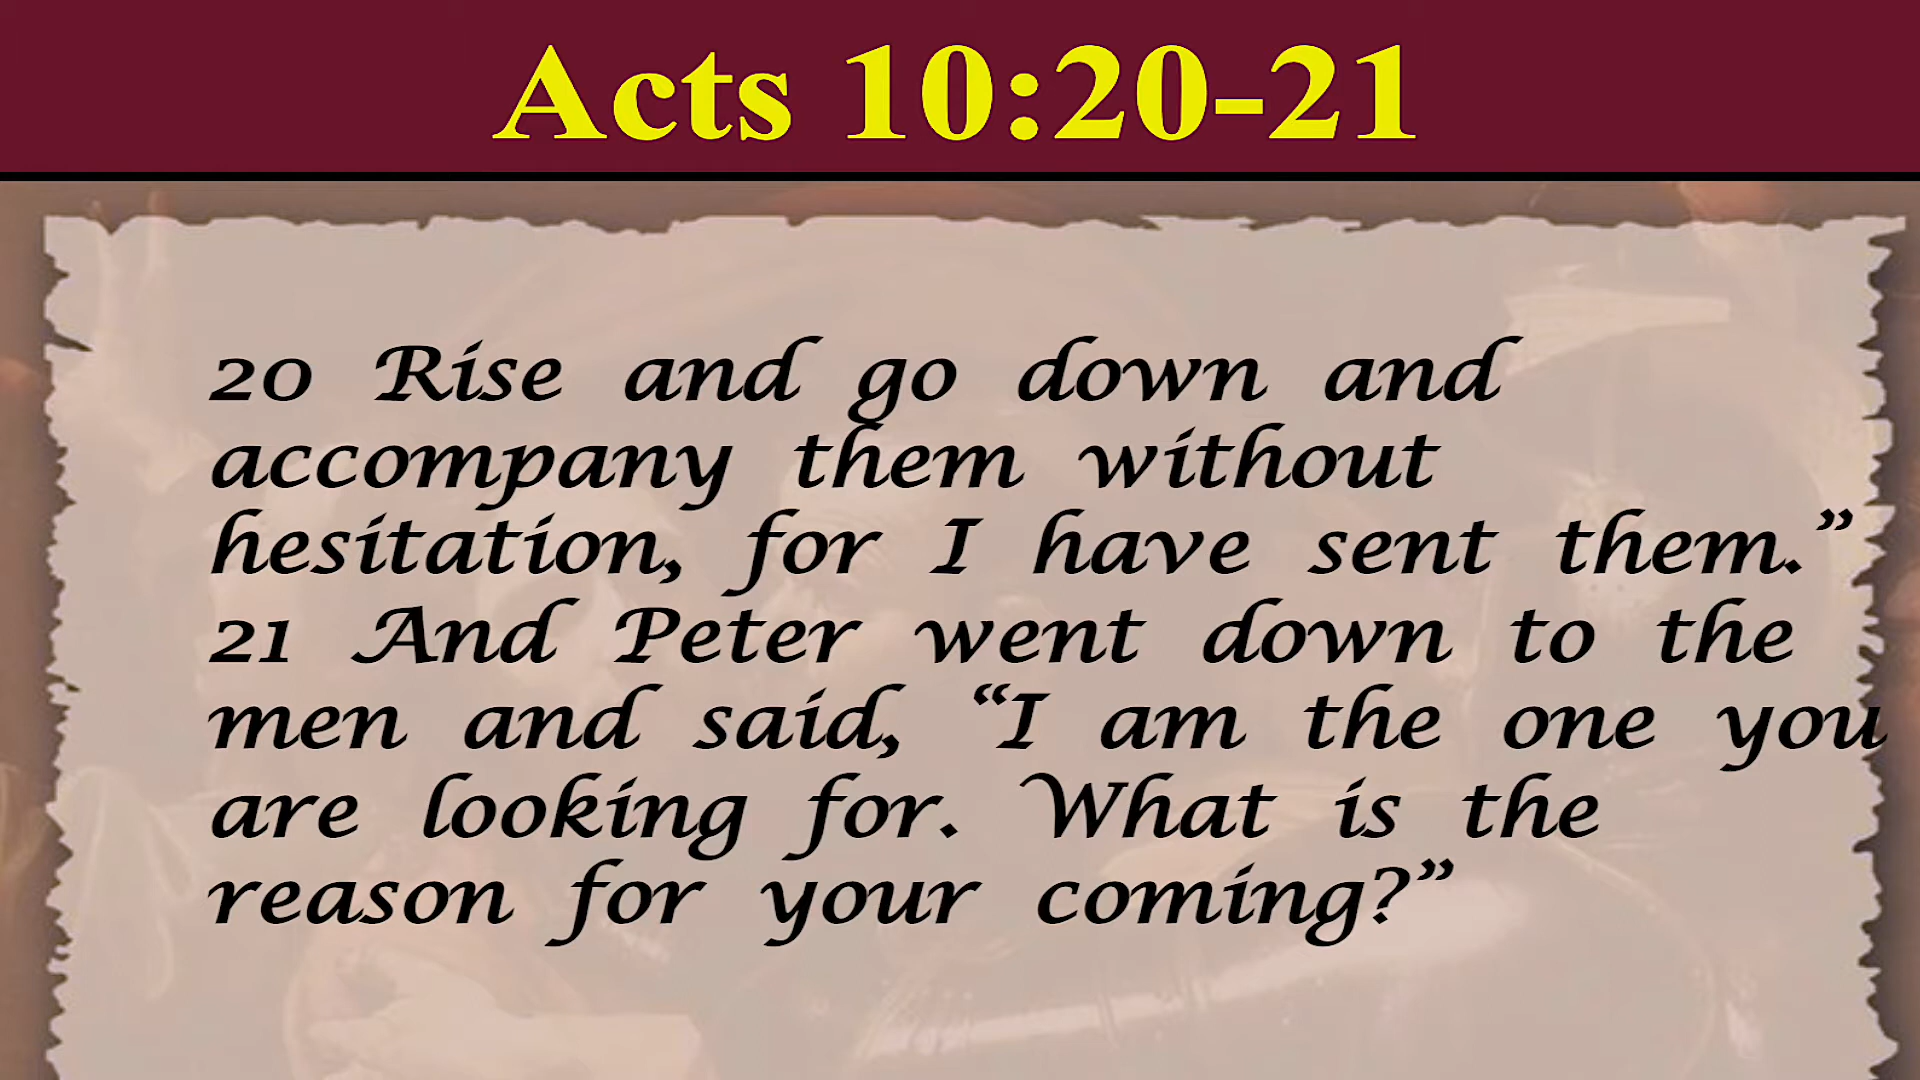 Acts 10:20-21
20 Rise and go down and
accompany them without
hesitation, for I have sent them.”
21 And Peter went down to the
men and said, “I am the one you
are looking for. What is the
reason for your coming?”